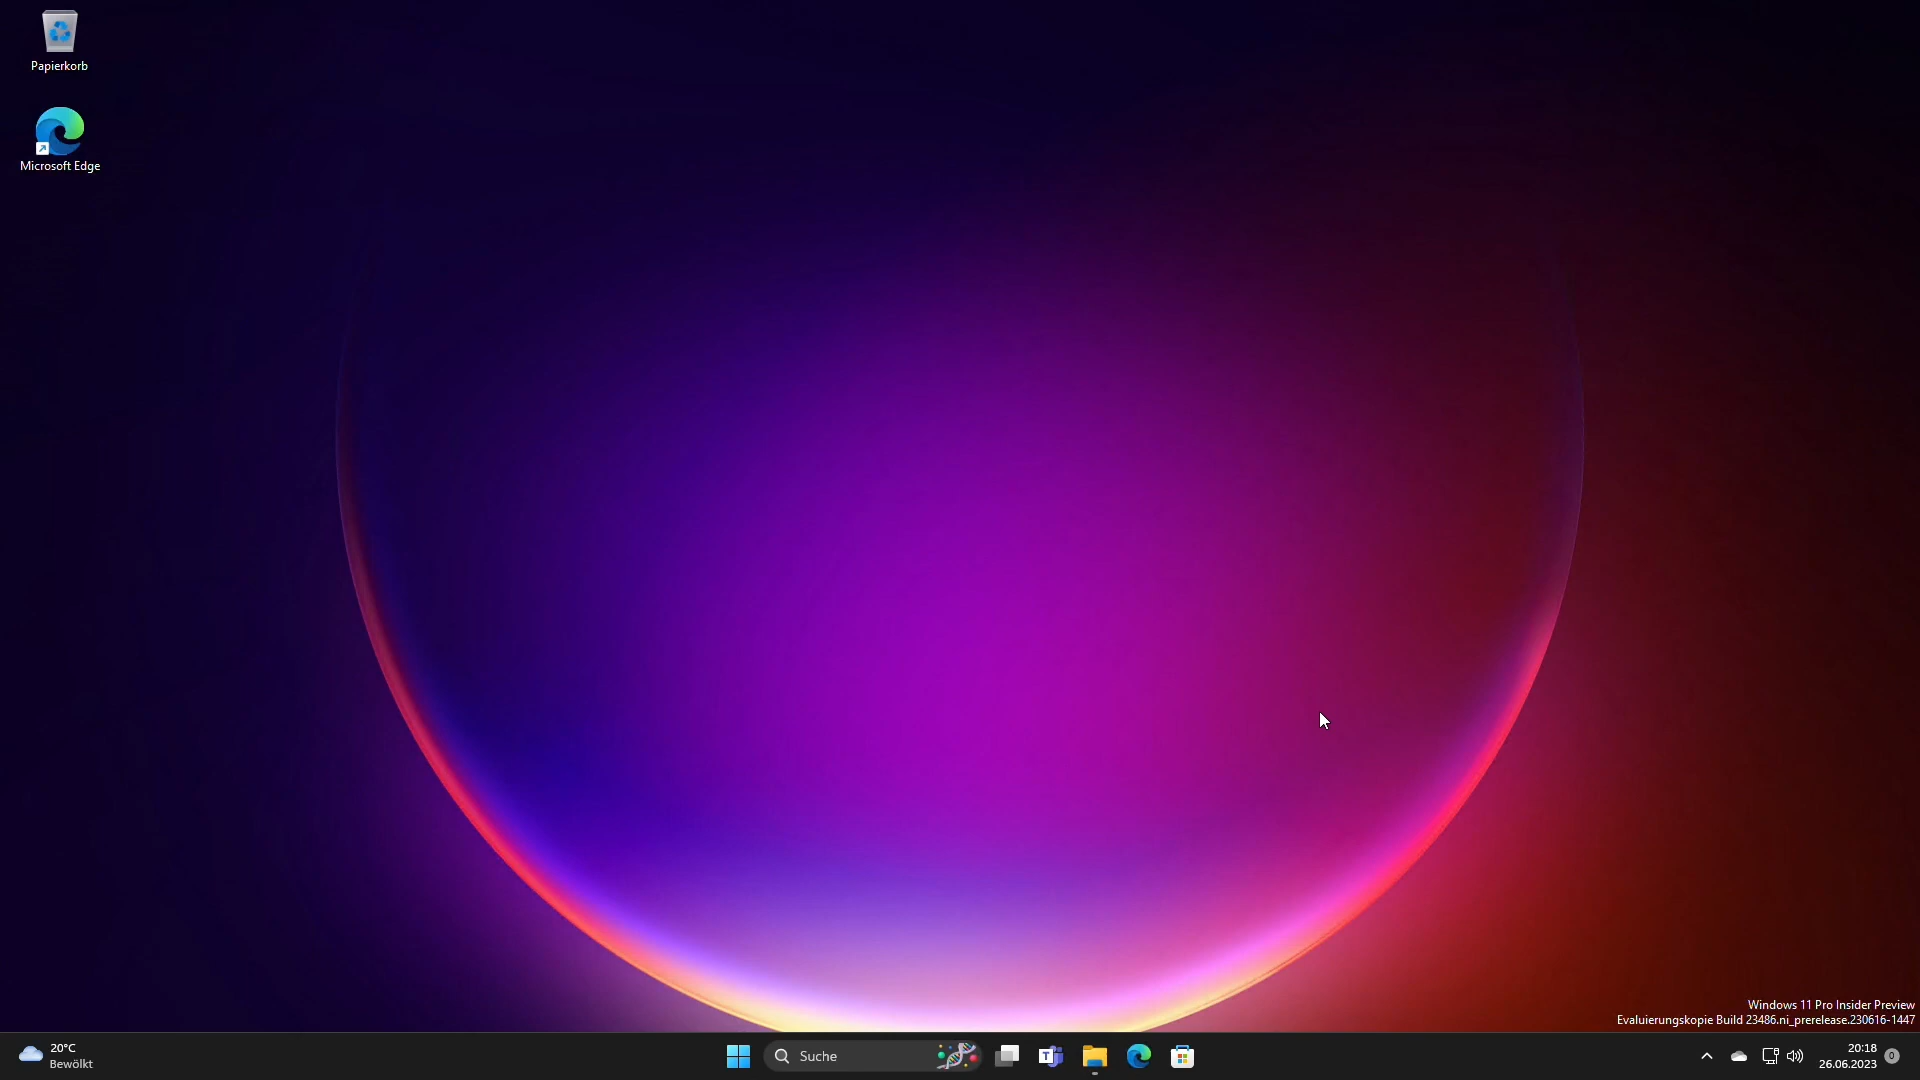 Papierkorb
Microsoft Edge
Windows 11 Pro Insider Preview
Evaluierungskopie Build 23486.ni_prerelease.230616-1447
20°C
Bewölkt
Suche
T
20:18
26.06.2023
0